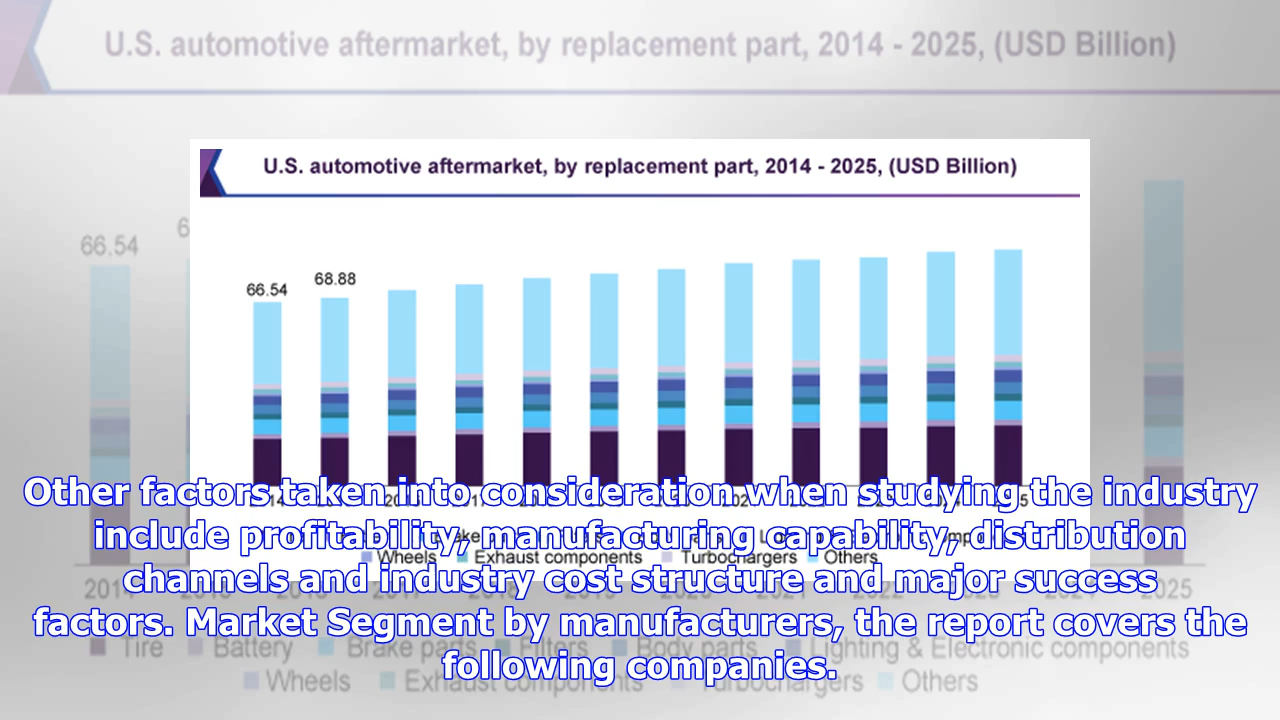 U.S. automotive aftermarket, by replacement part, 2014 - 2025, (USD Billion)
U.S. automotive aftermarket, by replacement part, 2014 - 2025, (USD Billion)
66.54
66.54
68.88
Other factors taken into consideration when studying the industry
include profitability, manufacturing capability, distribution
channels and industry cost structure and major success
factors. Market Segment by manufacturers, the report covers the
following companies.
Wheels Exhaust components Turbochargers Others
2014 2025
Tire Battery Brake parts Filters Body parts Lighting & Electronic components
Wheels Exhaust components Turbochargers Others